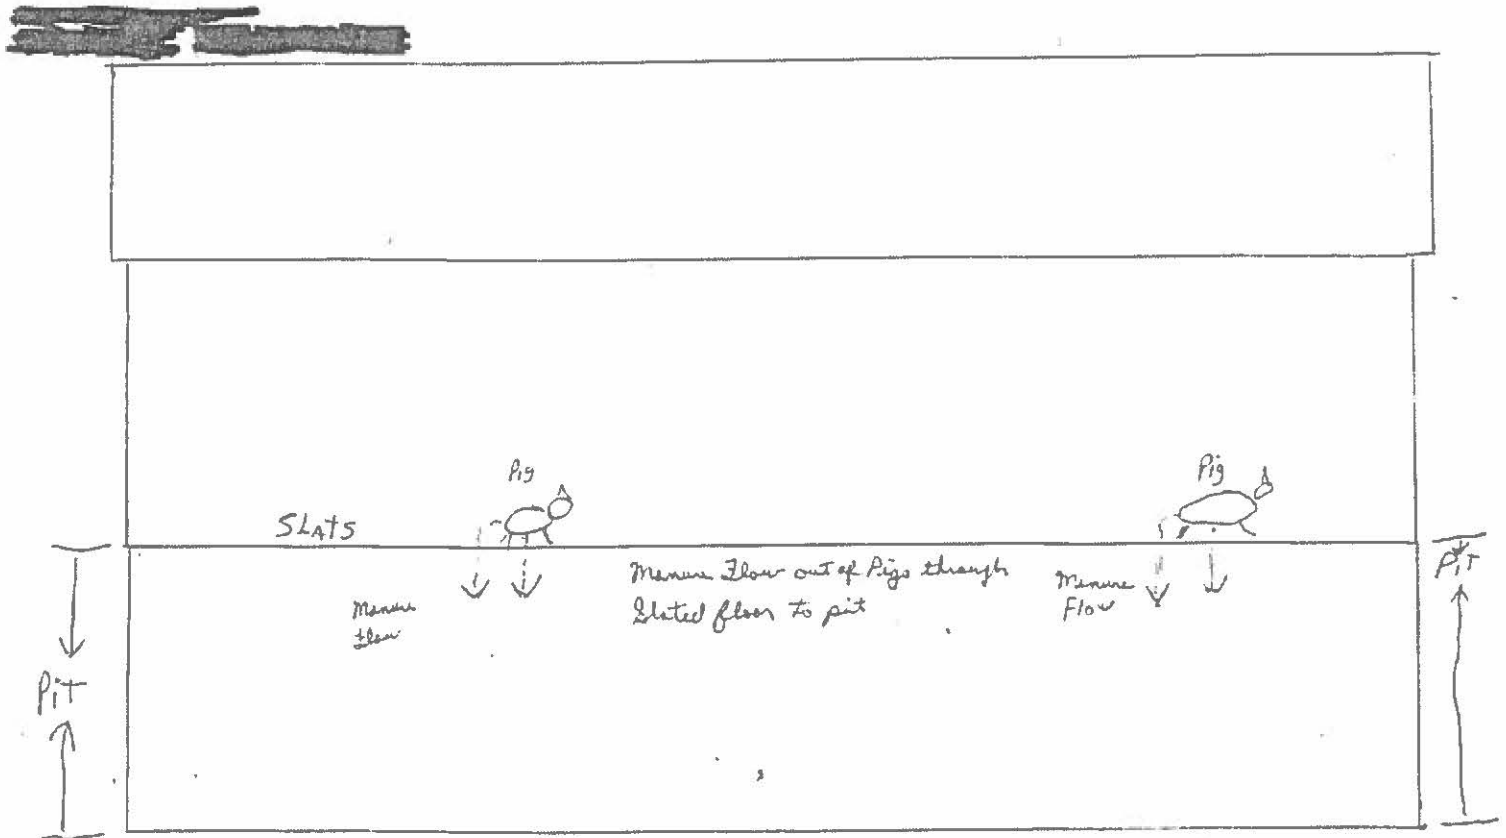 Pig
Pig
SLATS
Manure Flow out of Pigs through
Slated floor to pit
Manure
Flow
Manure
Flow
Pit
Pit